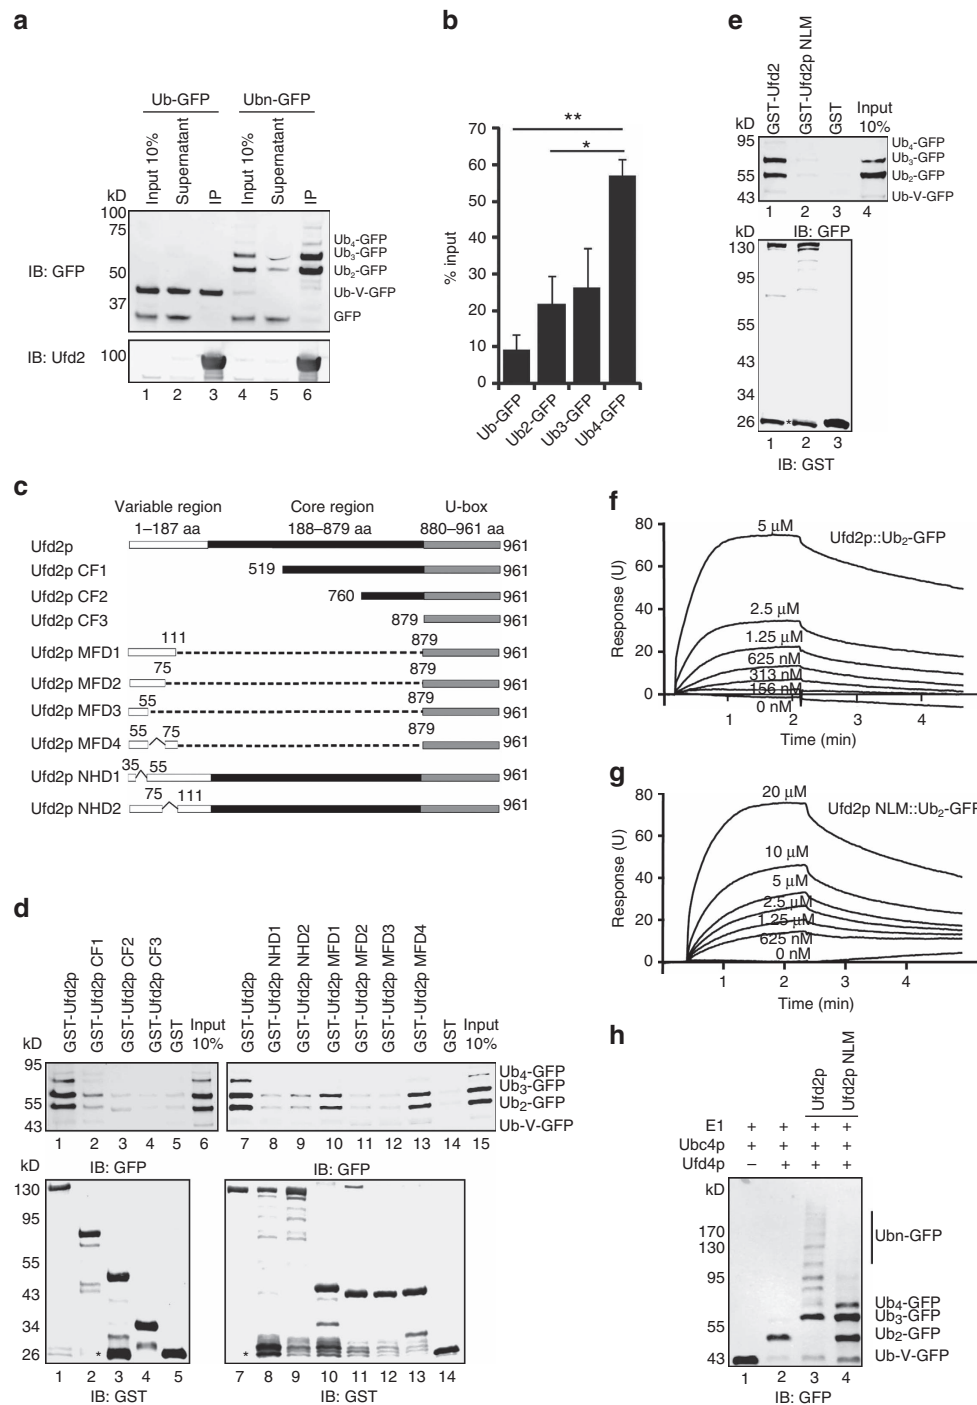 a
Ub-GFP Ubn-GFP
Input 10% Supernatant IP Input 10% Supernatant IP
kD
100
75
50
37
IB: GFP
Ub4-GFP
Ub3-GFP
Ub2-GFP
Ub-V-GFP
GFP
IB: Ufd2 100
1 2 3 4 5 6
b
**
*
% input
70
60
50
40
30
20
10
0
Ub-GFP Ub2-GFP Ub3-GFP Ub4-GFP
c
Variable region Core region U-box
1–187 aa 188–879 aa 880–961 aa
Ufd2p 961
Ufd2p CF1 519 961
Ufd2p CF2 760 961
Ufd2p CF3 879 961
Ufd2p MFD1 111 879 961
Ufd2p MFD2 75 879 961
Ufd2p MFD3 55 879 961
Ufd2p MFD4 55 75 879 961
Ufd2p NHD1 35 55 961
Ufd2p NHD2 75 111 961
d
GST-Ufd2p GST-Ufd2p CF1 GST-Ufd2p CF2 GST-Ufd2p CF3 GST Input 10%
GST-Ufd2p GST-Ufd2p NHD1 GST-Ufd2p NHD2 GST-Ufd2p MFD1 GST-Ufd2p MFD2 GST-Ufd2p MFD3 GST-Ufd2p MFD4 GST Input 10%
kD
95
55
43
Ub4-GFP
Ub3-GFP
Ub2-GFP
Ub-V-GFP
1 2 3 4 5 6 7 8 9 10 11 12 13 14 15
kD IB: GFP IB: GFP
130
95
55
43
34
26
* *
1 2 3 4 5 7 8 9 10 11 12 13 14
IB: GST IB: GST
e
GST-Ufd2 GST-Ufd2p NLM GST Input 10%
kD
95
55
43
Ub4-GFP
Ub3-GFP
Ub2-GFP
Ub-V-GFP
1 2 3 4
kD IB: GFP
130
95
55
43
34
26
*
1 2 3
IB: GST
f
Ufd2p::Ub2-GFP
Response (U)
80
60
40
20
0
5 μM
2.5 μM
1.25 μM
625 nM
313 nM
156 nM
0 nM
1 2 3 4
Time (min)
g
Ufd2p NLM::Ub2-GFP
Response (U)
80
60
40
20
0
20 μM
10 μM
5 μM
2.5 μM
1.25 μM
625 nM
0 nM
1 2 3 4
Time (min)
h
Ufd2p Ufd2p NLM
E1 + + + +
Ubc4p + + + +
Ufd4p – + + +
kD
170
130
95
55
43
Ubn-GFP
Ub4-GFP
Ub3-GFP
Ub2-GFP
Ub-V-GFP
1 2 3 4
IB: GFP